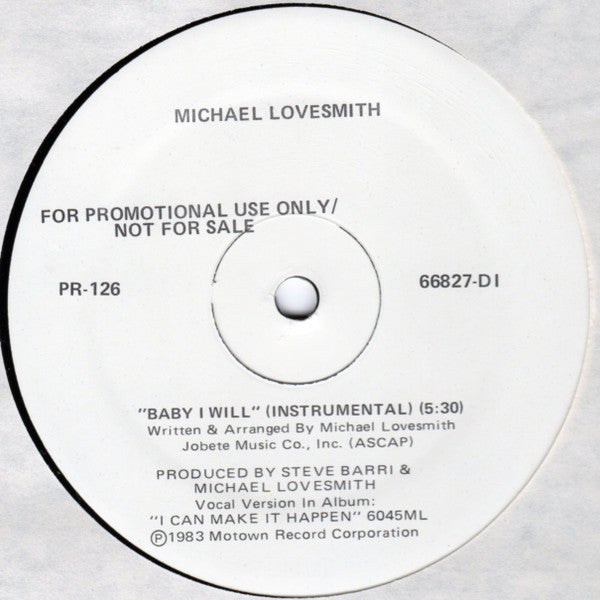 MICHAEL LOVESMITH
FOR PROMOTIONAL USE ONLY/
NOT FOR SALE
PR-126
66827-D1
"BABY I WILL" (INSTRUMENTAL) (5:30)
Written & Arranged By Michael Lovesmith
Jobete Music Co., Inc. (ASCAP)
PRODUCED BY STEVE BARRI &
MICHAEL LOVESMITH
Vocal Version In Album:
"I CAN MAKE IT HAPPEN" 6045ML
Ⓟ1983 Motown Record Corporation